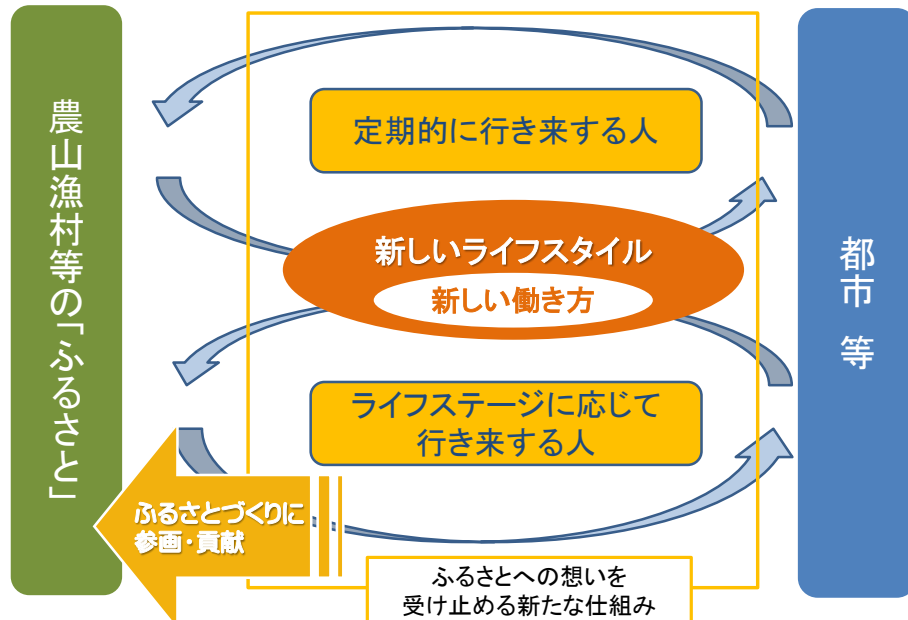 農山漁村等の「ふるさと」
定期的に行き来する人
新しいライフスタイル
新しい働き方
ライフステージに応じて
行き来する人
ふるさとづくりに
参画・貢献
ふるさとへの想いを
受け止める新たな仕組み
都市 等